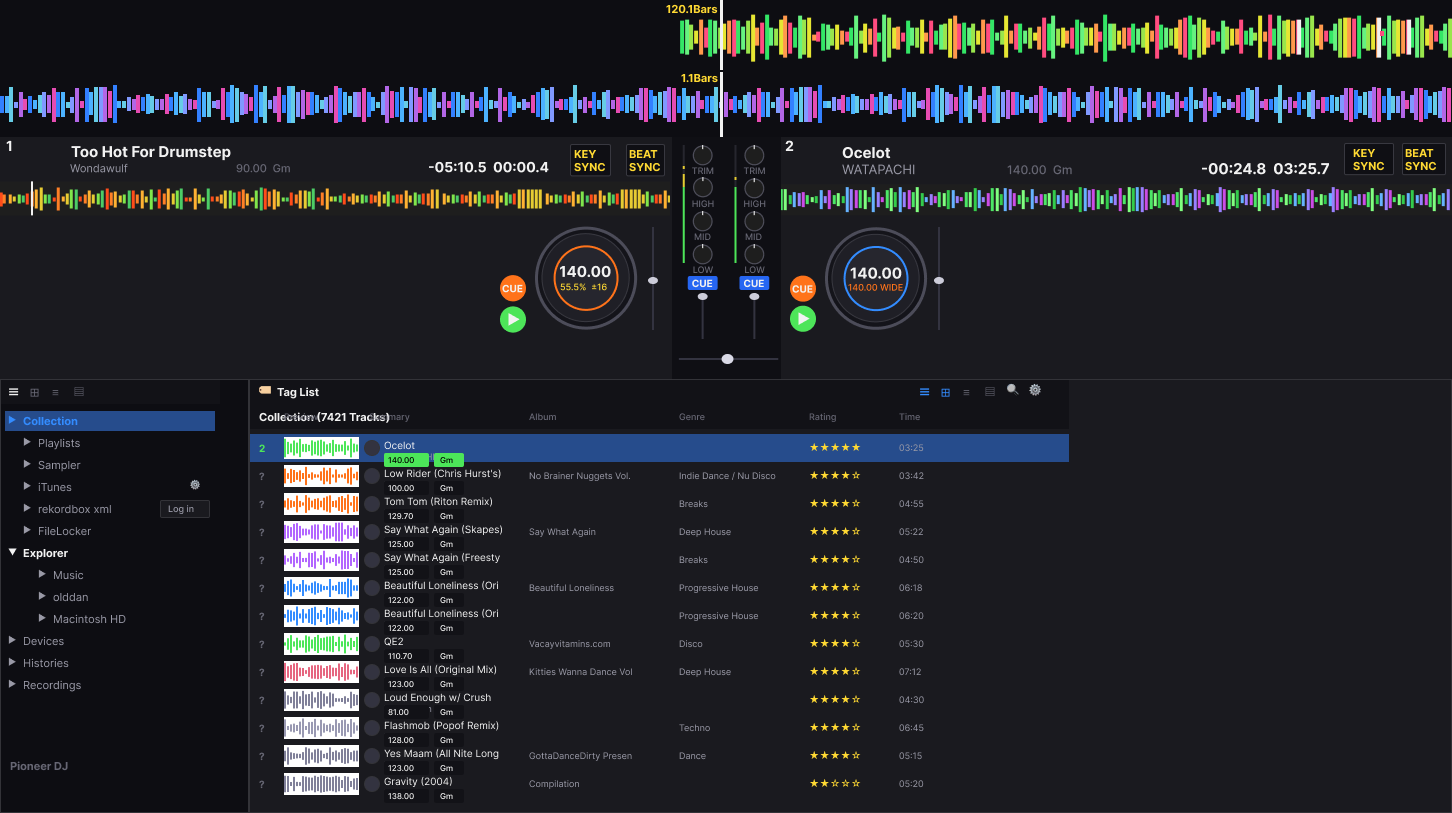 120.1Bars
1.1Bars
1
Too Hot For Drumstep
Wondawulf
90.00 Gm
-05:10.5 00:00.4
KEY SYNC
BEAT SYNC
TRIM
HIGH
MID
LOW
CUE
TRIM
HIGH
MID
LOW
CUE
2
Ocelot
WATAPACHI
140.00 Gm
-00:24.8 03:25.7
KEY SYNC
BEAT SYNC
CUE
140.00
55.5% ±16
CUE
140.00
140.00 WIDE
Collection
Playlists
Sampler
iTunes
rekordbox xml
Log in
FileLocker
Explorer
Music
olddan
Macintosh HD
Devices
Histories
Recordings
Pioneer DJ
Tag List
Collection (7421 Tracks)
Album Genre Rating Time
2 Ocelot ★★★★★ 03:25
140.00 Gm
? Low Rider (Chris Hurst's) No Brainer Nuggets Vol. Indie Dance / Nu Disco ★★★★☆ 03:42
100.00 Gm
? Tom Tom (Riton Remix) Breaks ★★★★☆ 04:55
129.70 Gm
? Say What Again (Skapes) Say What Again Deep House ★★★★☆ 05:22
125.00 Gm
? Say What Again (Freesty Breaks ★★★★☆ 04:50
125.00 Gm
? Beautiful Loneliness (Ori Beautiful Loneliness Progressive House ★★★★☆ 06:18
122.00 Gm
? Beautiful Loneliness (Ori Progressive House ★★★★☆ 06:20
122.00 Gm
? QE2 Vacayvitamins.com Disco ★★★★☆ 05:30
110.70 Gm
? Love Is All (Original Mix) Kitties Wanna Dance Vol Deep House ★★★★☆ 07:12
123.00 Gm
? Loud Enough w/ Crush ★★★★☆ 04:30
81.00 Gm
? Flashmob (Popof Remix) Techno ★★★★☆ 06:45
128.00 Gm
? Yes Maam (All Nite Long GottaDanceDirty Presen Dance ★★★★☆ 05:15
123.00 Gm
? Gravity (2004) Compilation ★★☆☆☆ 05:20
138.00 Gm